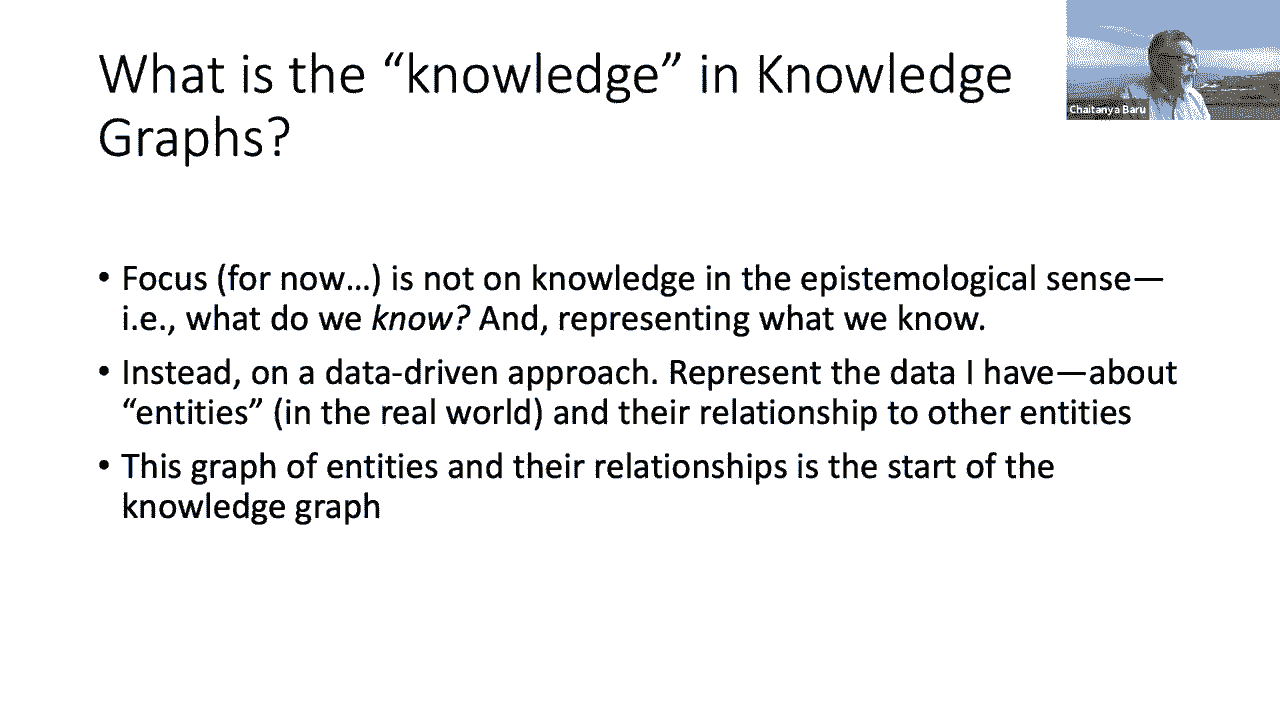 What is the “knowledge” in Knowledge
Graphs?
Chaitanya Baru
• Focus (for now…) is not on knowledge in the epistemological sense—
i.e., what do we know? And, representing what we know.
• Instead, on a data-driven approach. Represent the data I have—about
“entities” (in the real world) and their relationship to other entities
• This graph of entities and their relationships is the start of the
knowledge graph